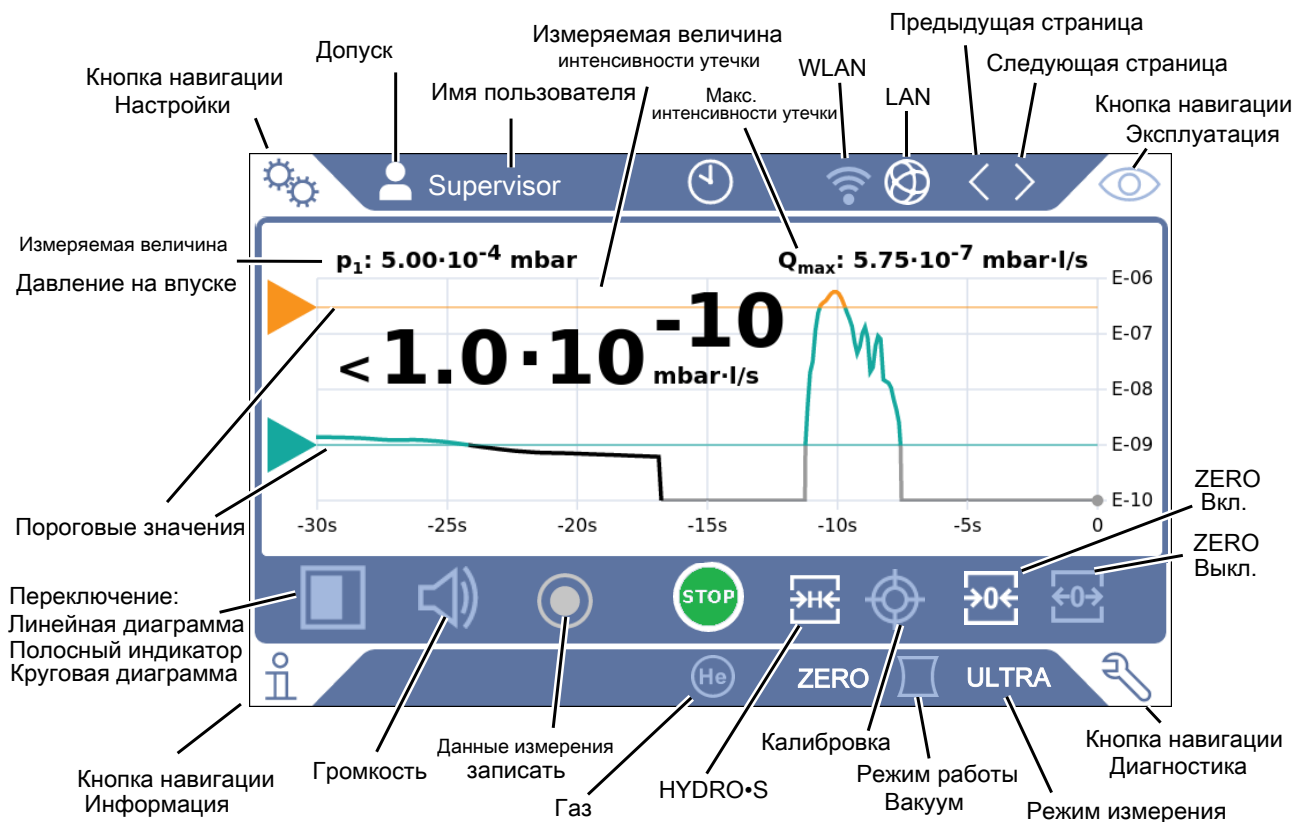 Предыдущая страница
Измеряемая величина
интенсивности утечки
Допуск
WLAN
Следующая страница
Кнопка навигации
Настройки
Имя пользователя
Макс.
интенсивности утечки
LAN
Кнопка навигации
Эксплуатация
Supervisor
Измеряемая величина
Давление на впуске
p1: 5.00·10-4 mbar
Qmax: 5.75·10-7 mbar·l/s
E-06
<1.0·10-10
mbar·l/s
E-07
E-08
E-09
E-10
-30s -25s -20s -15s -10s -5s 0
Пороговые значения
ZERO
Вкл.
ZERO
Выкл.
Переключение:
Линейная диаграмма
Полосный индикатор
Круговая диаграмма
STOP
H
0
0
He
ZERO
ULTRA
Кнопка навигации
Информация
Громкость
Данные измерения
записать
Газ
HYDRO•S
Калибровка
Режим работы
Вакуум
Режим измерения
Кнопка навигации
Диагностика